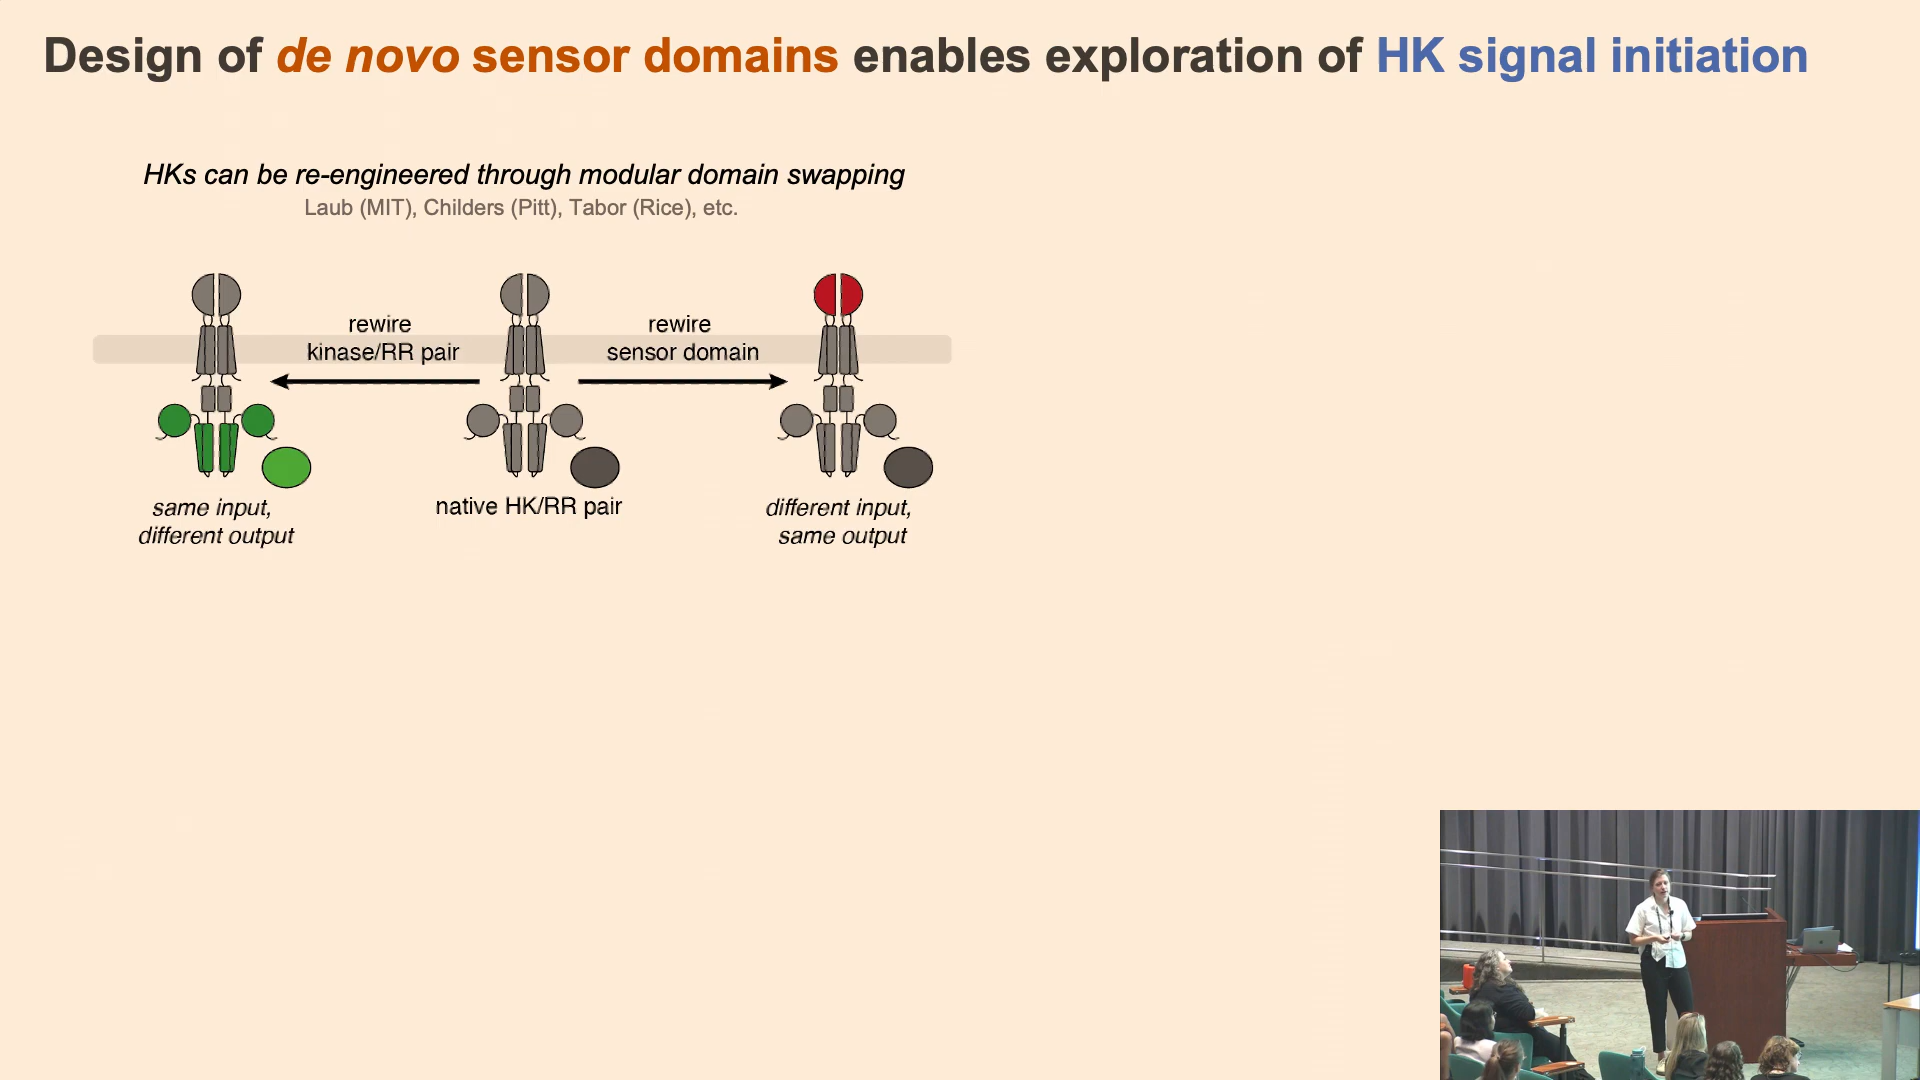 Design of de novo sensor domains enables exploration of HK signal initiation
HKs can be re-engineered through modular domain swapping
Laub (MIT), Childers (Pitt), Tabor (Rice), etc.
rewire
kinase/RR pair
rewire
sensor domain
same input,
different output
native HK/RR pair
different input,
same output